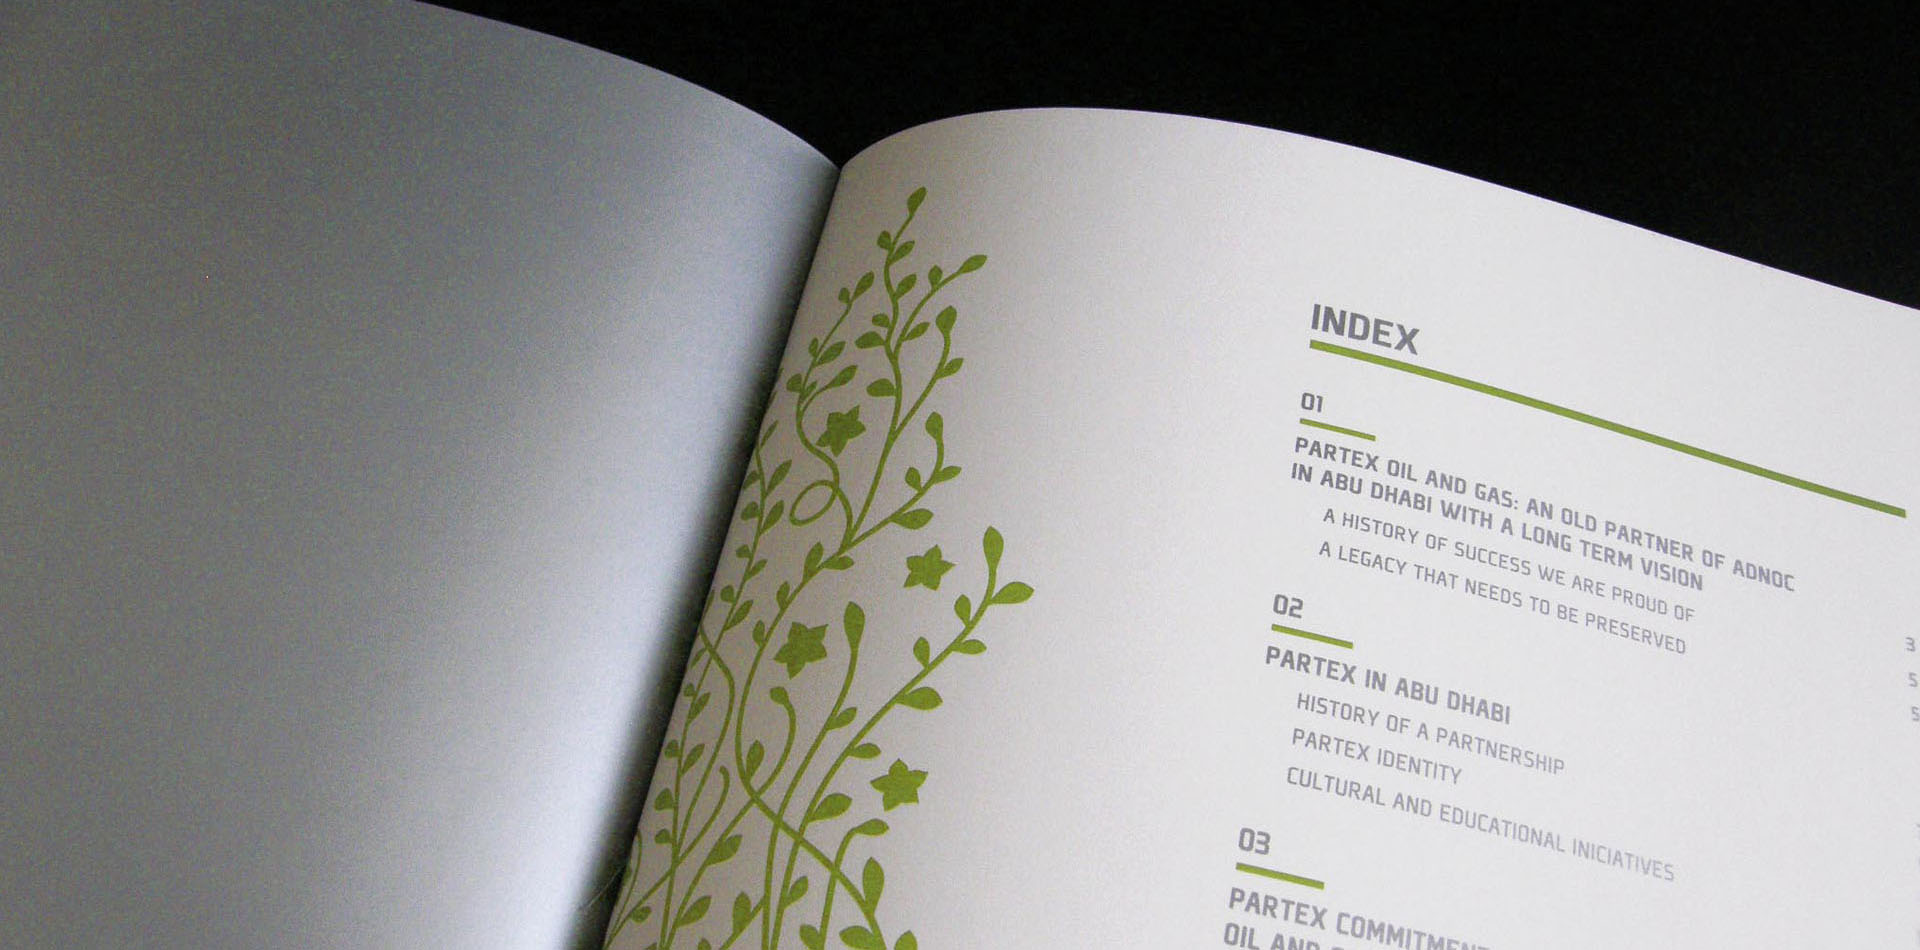 INDEX
01
PARTEX OIL AND GAS: AN OLD PARTNER OF ADNOC
IN ABU DHABI WITH A LONG TERM VISION
A HISTORY OF SUCCESS WE ARE PROUD OF
A LEGACY THAT NEEDS TO BE PRESERVED
3
5
5
02
PARTEX IN ABU DHABI
HISTORY OF A PARTNERSHIP
PARTEX IDENTITY
CULTURAL AND EDUCATIONAL INICIATIVES
03
PARTEX COMMITMENT
OIL AND